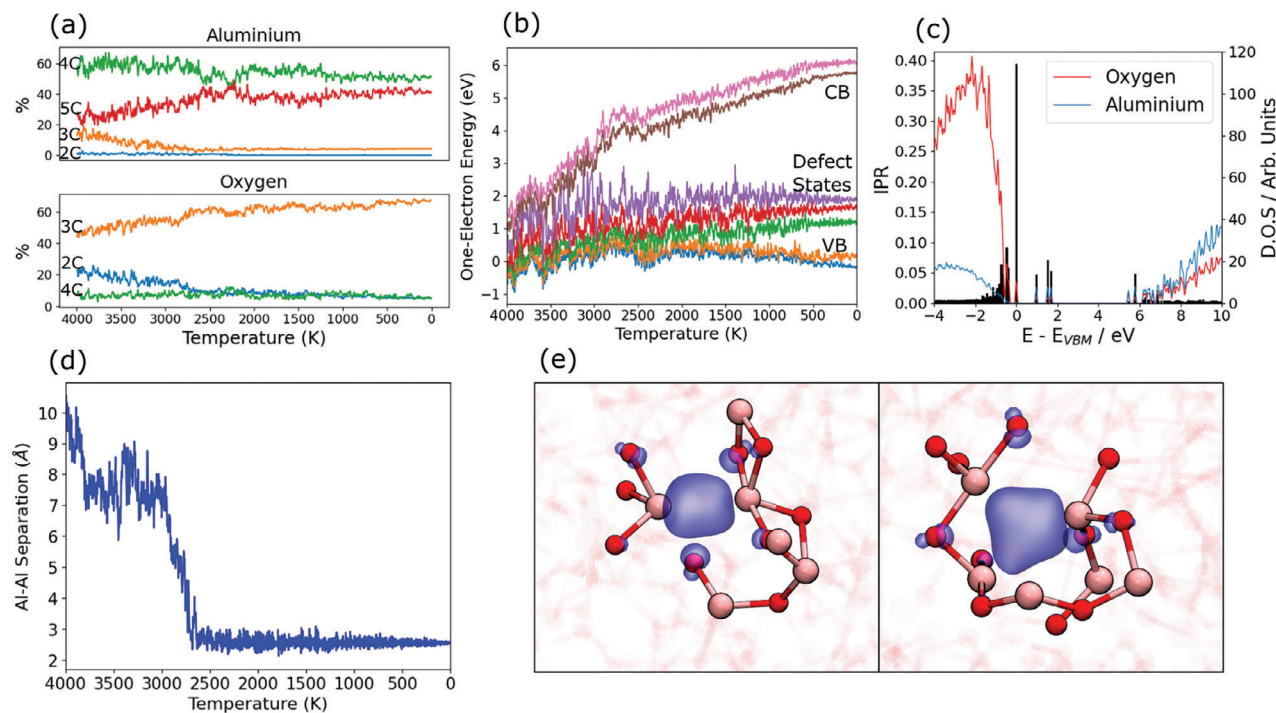 (a)
Aluminium
%
60
40
20
0
4C
5C
3C
2C
Oxygen
%
60
40
20
0
3C
2C
4C
4000 3500 3000 2500 2000 1500 1000 500 0
Temperature (K)
(b)
One-Electron Energy (eV)
6
5
4
3
2
1
0
−1
CB
Defect
States
VB
4000 3500 3000 2500 2000 1500 1000 500 0
Temperature (K)
(c)
IPR
0.40
0.35
0.30
0.25
0.20
0.15
0.10
0.05
0.00
Oxygen
Aluminium
120
100
80
60
40
20
0
D.O.S / Arb. Units
−4 −2 0 2 4 6 8 10
E - EVBM / eV
(d)
Al-Al Separation (Å)
10
9
8
7
6
5
4
3
2
4000 3500 3000 2500 2000 1500 1000 500 0
Temperature (K)
(e)